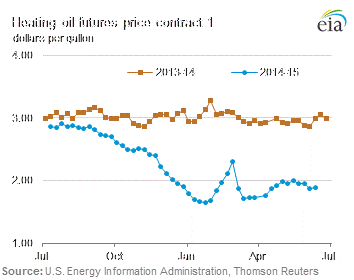 Heating oil futures price contract 1
dollars per gallon
eia
4.00
2013-14
2014-15
3.00
2.00
1.00
Jul
Oct
Jan
Apr
Jul
Source: U.S. Energy Information Administration, Thomson Reuters